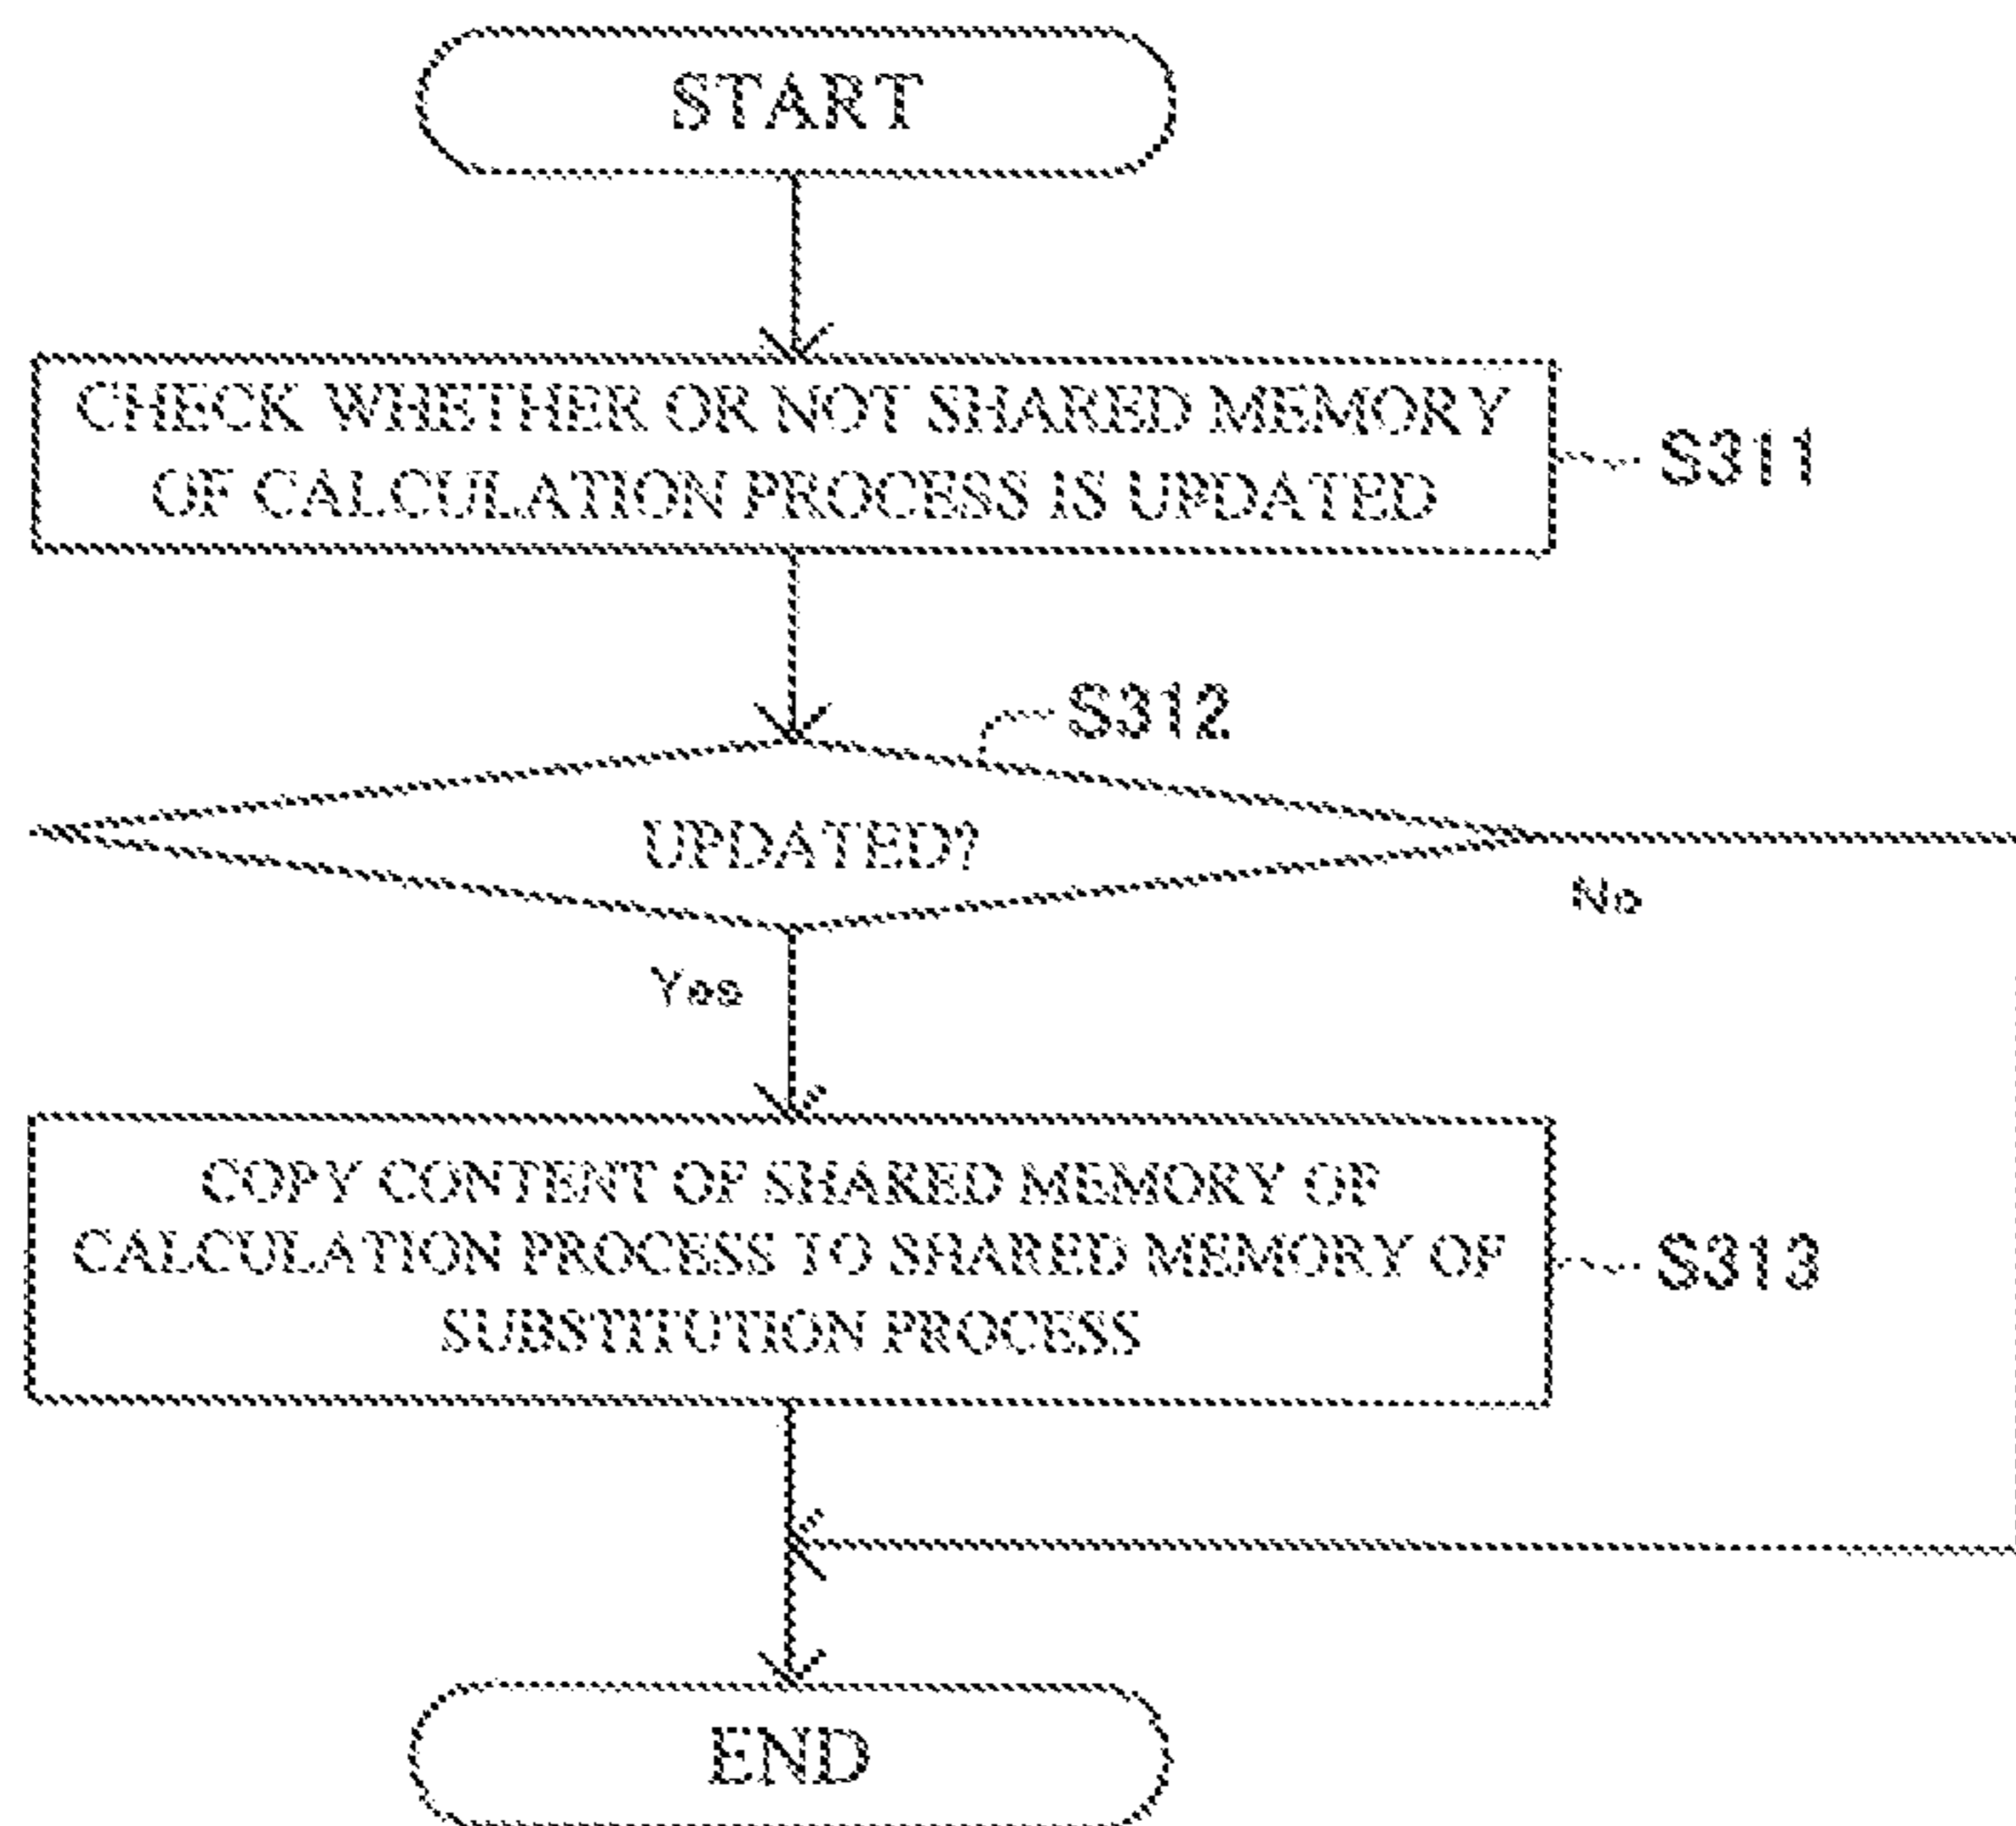 START
CHECK WHETHER OR NOT SHARED MEMORY
OF CALCULATION PROCESS IS UPDATED
S311
S312
UPDATED?
No
Yes
COPY CONTENT OF SHARED MEMORY OF
CALCULATION PROCESS TO SHARED MEMORY OF
SUBSTITUTION PROCESS
S313
END